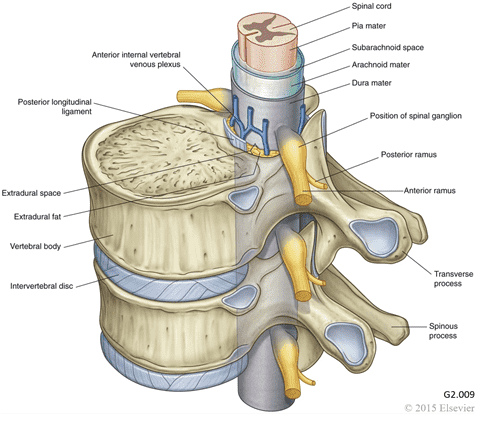 Spinal cord
Pia mater
Subarachnoid space
Arachnoid mater
Dura mater
Anterior internal vertebral
venous plexus
Posterior longitudinal
ligament
Position of spinal ganglion
Posterior ramus
Anterior ramus
Extradural space
Extradural fat
Vertebral body
Intervertebral disc
Transverse
process
Spinous
process
G2.009
© 2015 Elsevier